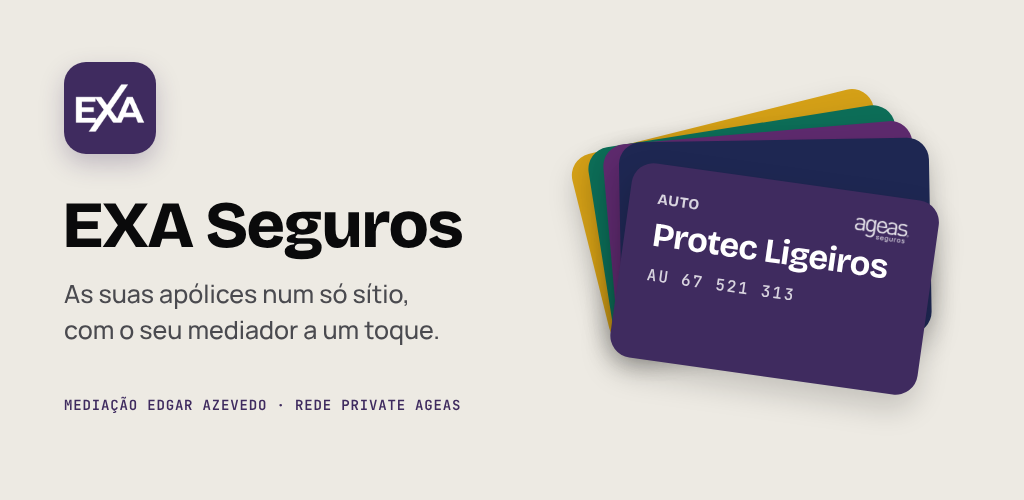 EXA
EXA Seguros
As suas apólices num só sítio,
com o seu mediador a um toque.
MEDIAÇÃO EDGAR AZEVEDO · REDE PRIVATE AGEAS
AUTO
ageas
seguros
Protec Ligeiros
AU 67 521 313